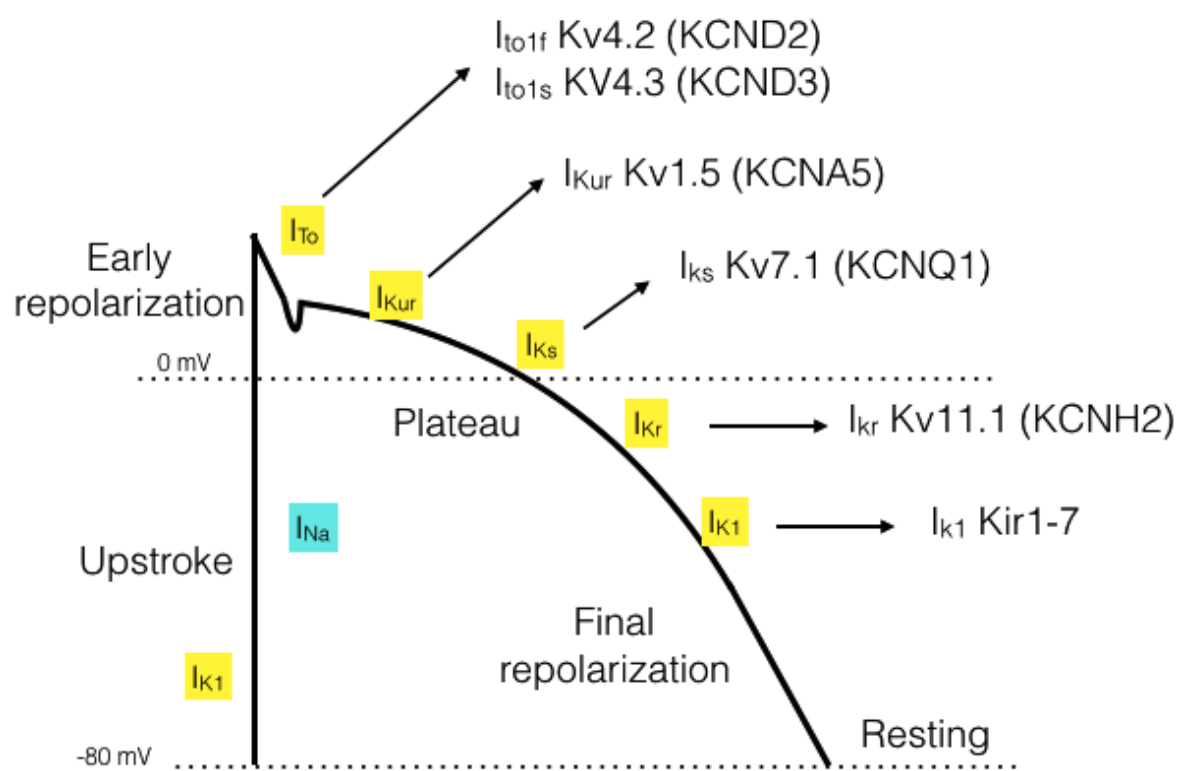 Ito1f Kv4.2 (KCND2)
Ito1s KV4.3 (KCND3)
IKur Kv1.5 (KCNA5)
ITo
Early
repolarization
IKur
Iks Kv7.1 (KCNQ1)
IKs
0 mV
Plateau
IKr
Ikr Kv11.1 (KCNH2)
INa
IK1
Ik1 Kir1-7
Upstroke
Final
repolarization
IK1
Resting
-80 mV